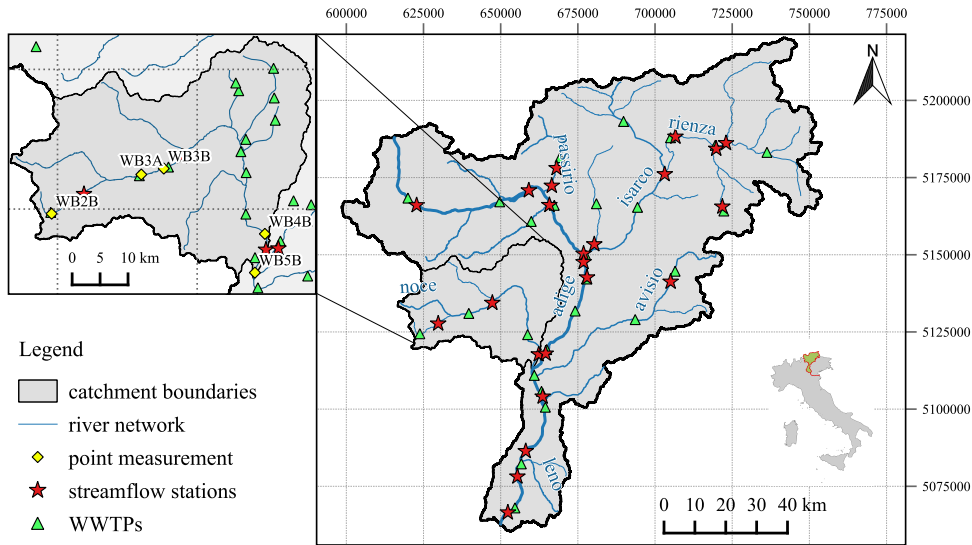 600000 625000 650000 675000 700000 725000 750000 775000
N
5200000
5175000
5150000
5125000
5100000
5075000
WB3A WB3B
WB2B
WB4B
WB5B
0 5 10 km
passirio
rienza
isarco
noce
adige
avisio
leno
Legend
catchment boundaries
river network
point measurement
streamflow stations
WWTPs
0 10 20 30 40 km